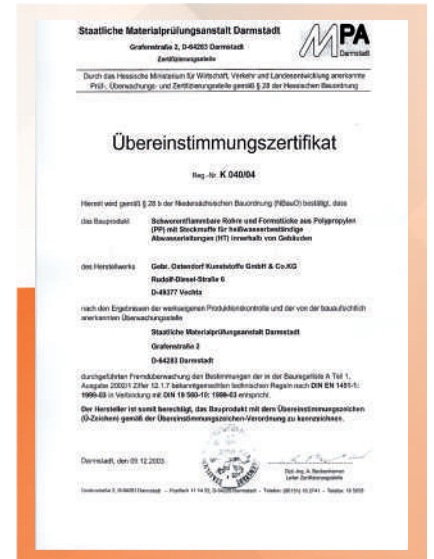 Staatliche Materialprüfungsanstalt Darmstadt
Grafenstraße 2, D-64283 Darmstadt
Zertifizierungsstelle
MPA
Darmstadt
Durch das Hessische Ministerium für Wirtschaft, Verkehr und Landesentwicklung anerkannte
Prüf-, Überwachungs- und Zertifizierungsstelle gemäß § 28 der Hessischen Bauordnung
Übereinstimmungszertifikat
Reg.-Nr. K 040/04
Hiermit wird gemäß § 28 b der Niedersächsischen Bauordnung (NBauO) bestätigt, dass
das Bauprodukt
Schwerentflammbare Rohre und Formstücke aus Polypropylen
(PP) mit Steckmuffe für heißwasserbeständige
Abwasserleitungen (HT) innerhalb von Gebäuden
des Herstellwerks
Gebr. Ostendorf Kunststoffe GmbH & Co.KG
Rudolf-Diesel-Straße 6
D-49377 Vechta
nach den Ergebnissen der werkseigenen Produktionskontrolle und der von der bauaufsichtlich
anerkannten Überwachungsstelle
Staatliche Materialprüfungsanstalt Darmstadt
Grafenstraße 2
D-64283 Darmstadt
durchgeführten Fremdüberwachung den Bestimmungen der in der Bauregelliste A Teil 1,
Ausgabe 2002/1 Ziffer 12.1.7 bekanntgemachten technischen Regeln nach DIN EN 1451-1:
1999-03 in Verbindung mit DIN 19 560-10: 1999-03 entspricht.
Der Hersteller ist somit berechtigt, das Bauprodukt mit dem Übereinstimmungszeichen
(Ü-Zeichen) gemäß der Übereinstimmungszeichen-Verordnung zu kennzeichnen.
Darmstadt, den 09.12.2003
Dipl.-Ing. A. Beckenhamen
Leiter Zertifizierungsstelle